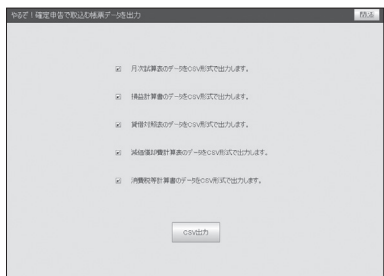 やるぞ！確定申告で取込む帳票データを出力
閉じる
月次試算表のデータをCSV形式で出力します。
損益計算書のデータをCSV形式で出力します。
貸借対照表のデータをCSV形式で出力します。
減価償却費計算表のデータをCSV形式で出力します。
消費税等計算書のデータをCSV形式で出力します。
CSV出力